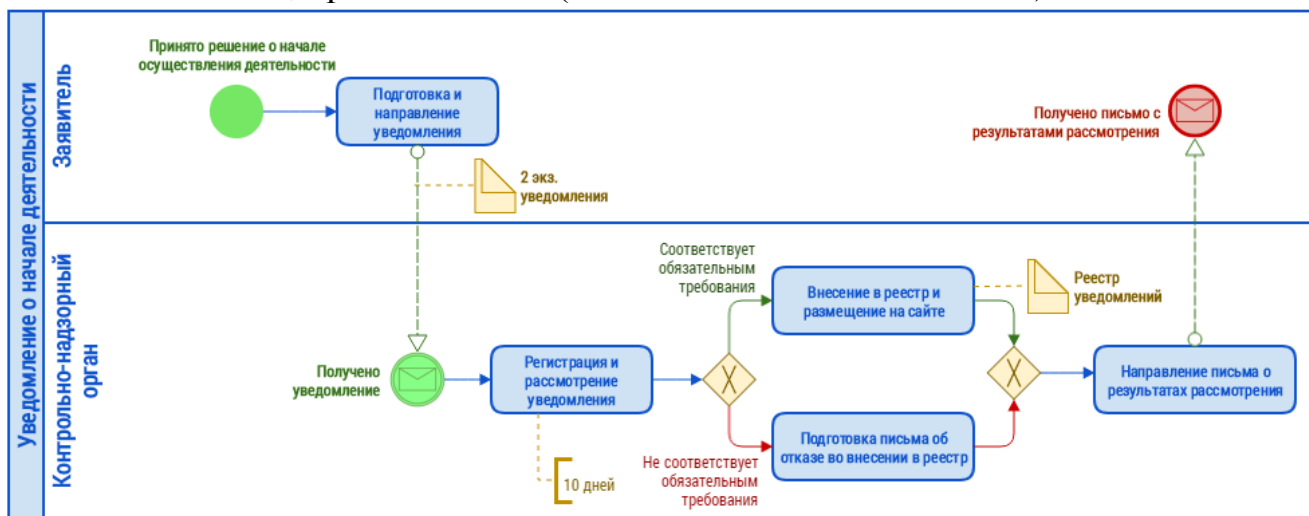 Уведомление о начале деятельности
Заявитель
Принято решение о начале
осуществления деятельности
Подготовка и
направление
уведомления
2 экз.
уведомления
Получено письмо с
результатами рассмотрения
Контрольно-надзорный
орган
Получено
уведомление
Регистрация и
рассмотрение
уведомления
10 дней
Соответствует
обязательным
требования
Внесение в реестр и
размещение на сайте
Реестр
уведомлений
Не соответствует
обязательным
требования
Подготовка письма об
отказе во внесении в реестр
Направление письма о
результатах рассмотрения